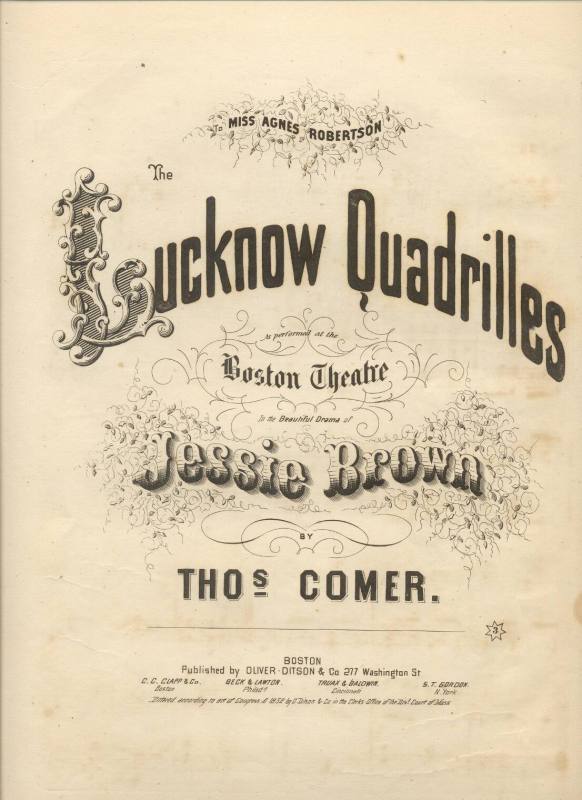 To MISS AGNES ROBERTSON
The
Lucknow Quadrilles
As performed at the
Boston Theatre
In the Beautiful Drama of
Jessie Brown
BY
THOS COMER.
3
BOSTON
Published by OLIVER DITSON & Co 277 Washington St
C. C. CLAPP & Co. BECK & LAWTON. TRUAX & BALDWIN. S. T. GORDON.
Boston Philada Cincinnati N. York
Entered according to act of Congress A 1858 by O Ditson & Co in the Clerks Office of the Dist Court of Mass